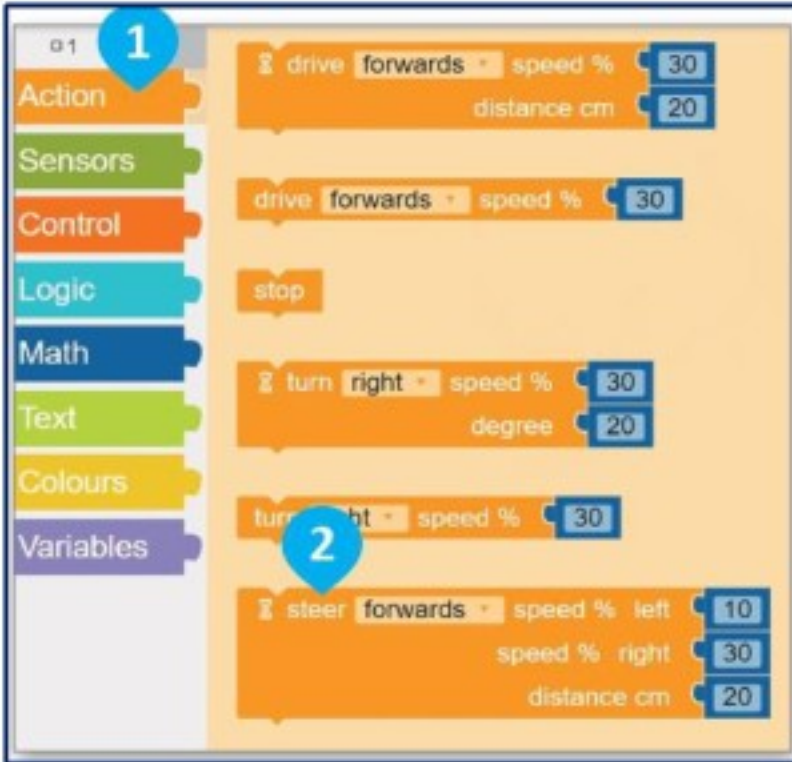 1
1
Action
Sensors
Control
Logic
Math
Text
Colours
Variables
drive forwards speed % 30
distance cm 20
drive forwards speed % 30
stop
turn right speed % 30
degree 20
speed % 30
2
steer forwards speed % left 10
speed % right 30
distance cm 20